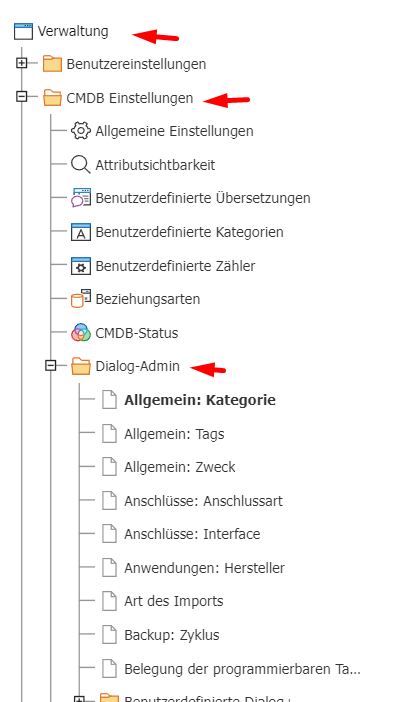 Verwaltung
Benutzereinstellungen
CMDB Einstellungen
Allgemeine Einstellungen
Attributsichtbarkeit
Benutzerdefinierte Übersetzungen
Benutzerdefinierte Kategorien
Benutzerdefinierte Zähler
Beziehungsarten
CMDB-Status
Dialog-Admin
Allgemein: Kategorie
Allgemein: Tags
Allgemein: Zweck
Anschlüsse: Anschlussart
Anschlüsse: Interface
Anwendungen: Hersteller
Art des Imports
Backup: Zyklus
Belegung der programmierbaren Ta...
Benutzerdefinierte Dialog+